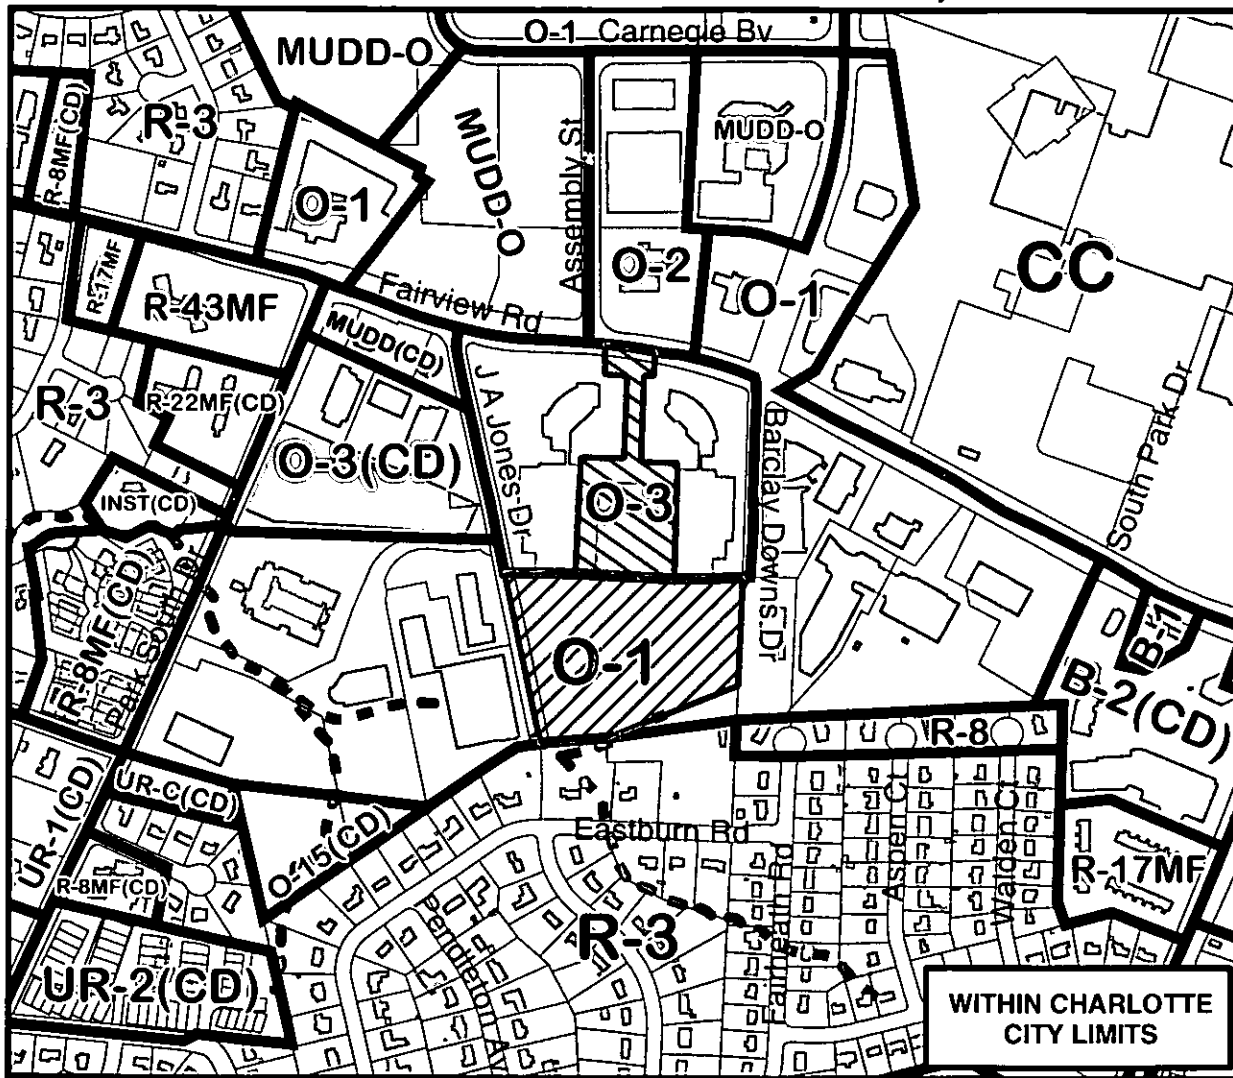 O-1 Carnegie Bv
MUDD-O
R-3
R-8MF(CD)
MUDD-O
Assembly St
MUDD-O
O-1
O-2
CC
R-17MF
R-43MF
Fairview Rd
O-1
MUDD(CD)
R-3
R-22MF(CD)
J A Jones Dr
Barclay Downs Dr
South Park Dr
O-3(CD)
O-3
INST(CD)
R-8MF(CD)
Park South Dr
O-1
B-1
B-2(CD)
R-8
UR-1(CD)
UR-C(CD)
O-15(CD)
Eastburn Rd
Aspen Ct
Walden Ct
R-17MF
R-8MF(CD)
Pendleton Av
R-3
UR-2(CD)
WITHIN CHARLOTTE
CITY LIMITS